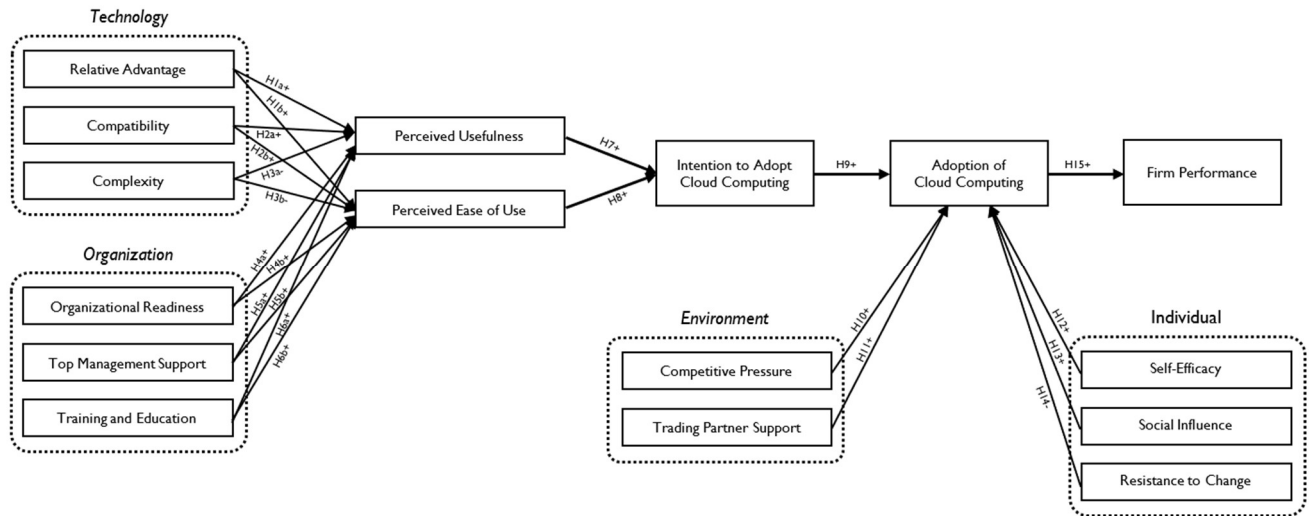 Technology
Relative Advantage
Compatibility
Complexity
H1a+
H1b+
H2a+
H2b+
H3a-
H3b-
Organization
Organizational Readiness
Top Management Support
Training and Education
H4a+
H4b+
H5a+
H5b+
H6a+
H6b+
Perceived Usefulness
Perceived Ease of Use
H7+
H8+
Intention to Adopt
Cloud Computing
H9+
Adoption of
Cloud Computing
H15+
Firm Performance
Environment
Competitive Pressure
Trading Partner Support
H10+
H11+
Individual
Self-Efficacy
Social Influence
Resistance to Change
H12+
H13+
H14-